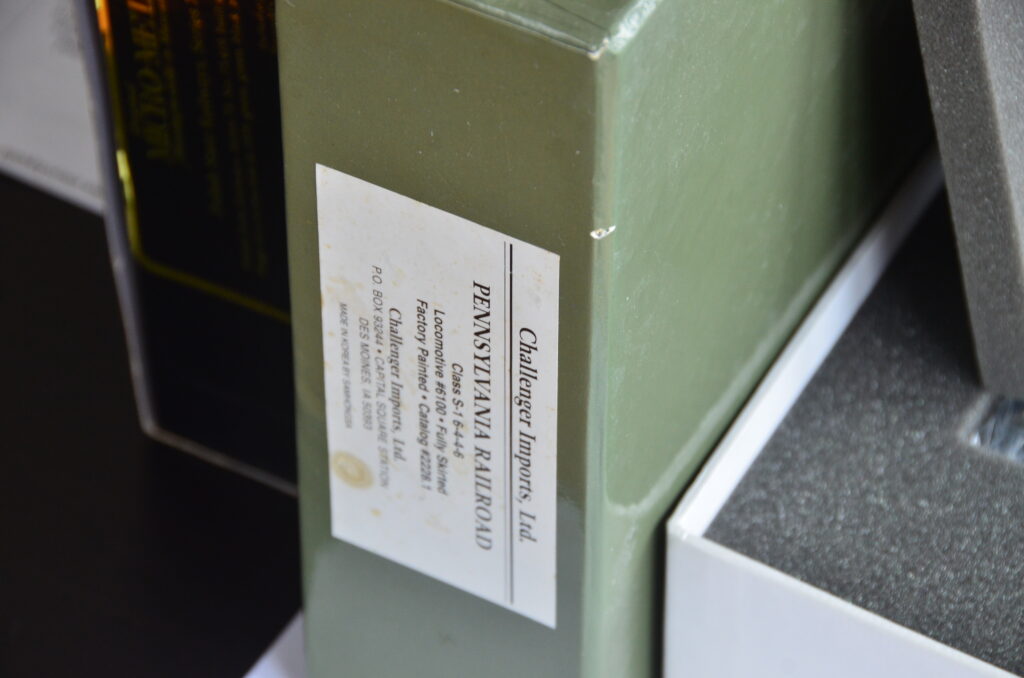 Challenger Imports, Ltd.
PENNSYLVANIA RAILROAD
Class S-1 6-4-4-6
Locomotive #6100 • Fully Skirted
Factory Painted • Catalog #2226.1
Challenger Imports, Ltd.
P.O. BOX 93244 • CAPITAL SQUARE STATION
DES MOINES, IA 50393
MADE IN KOREA BY SAMHONGSA